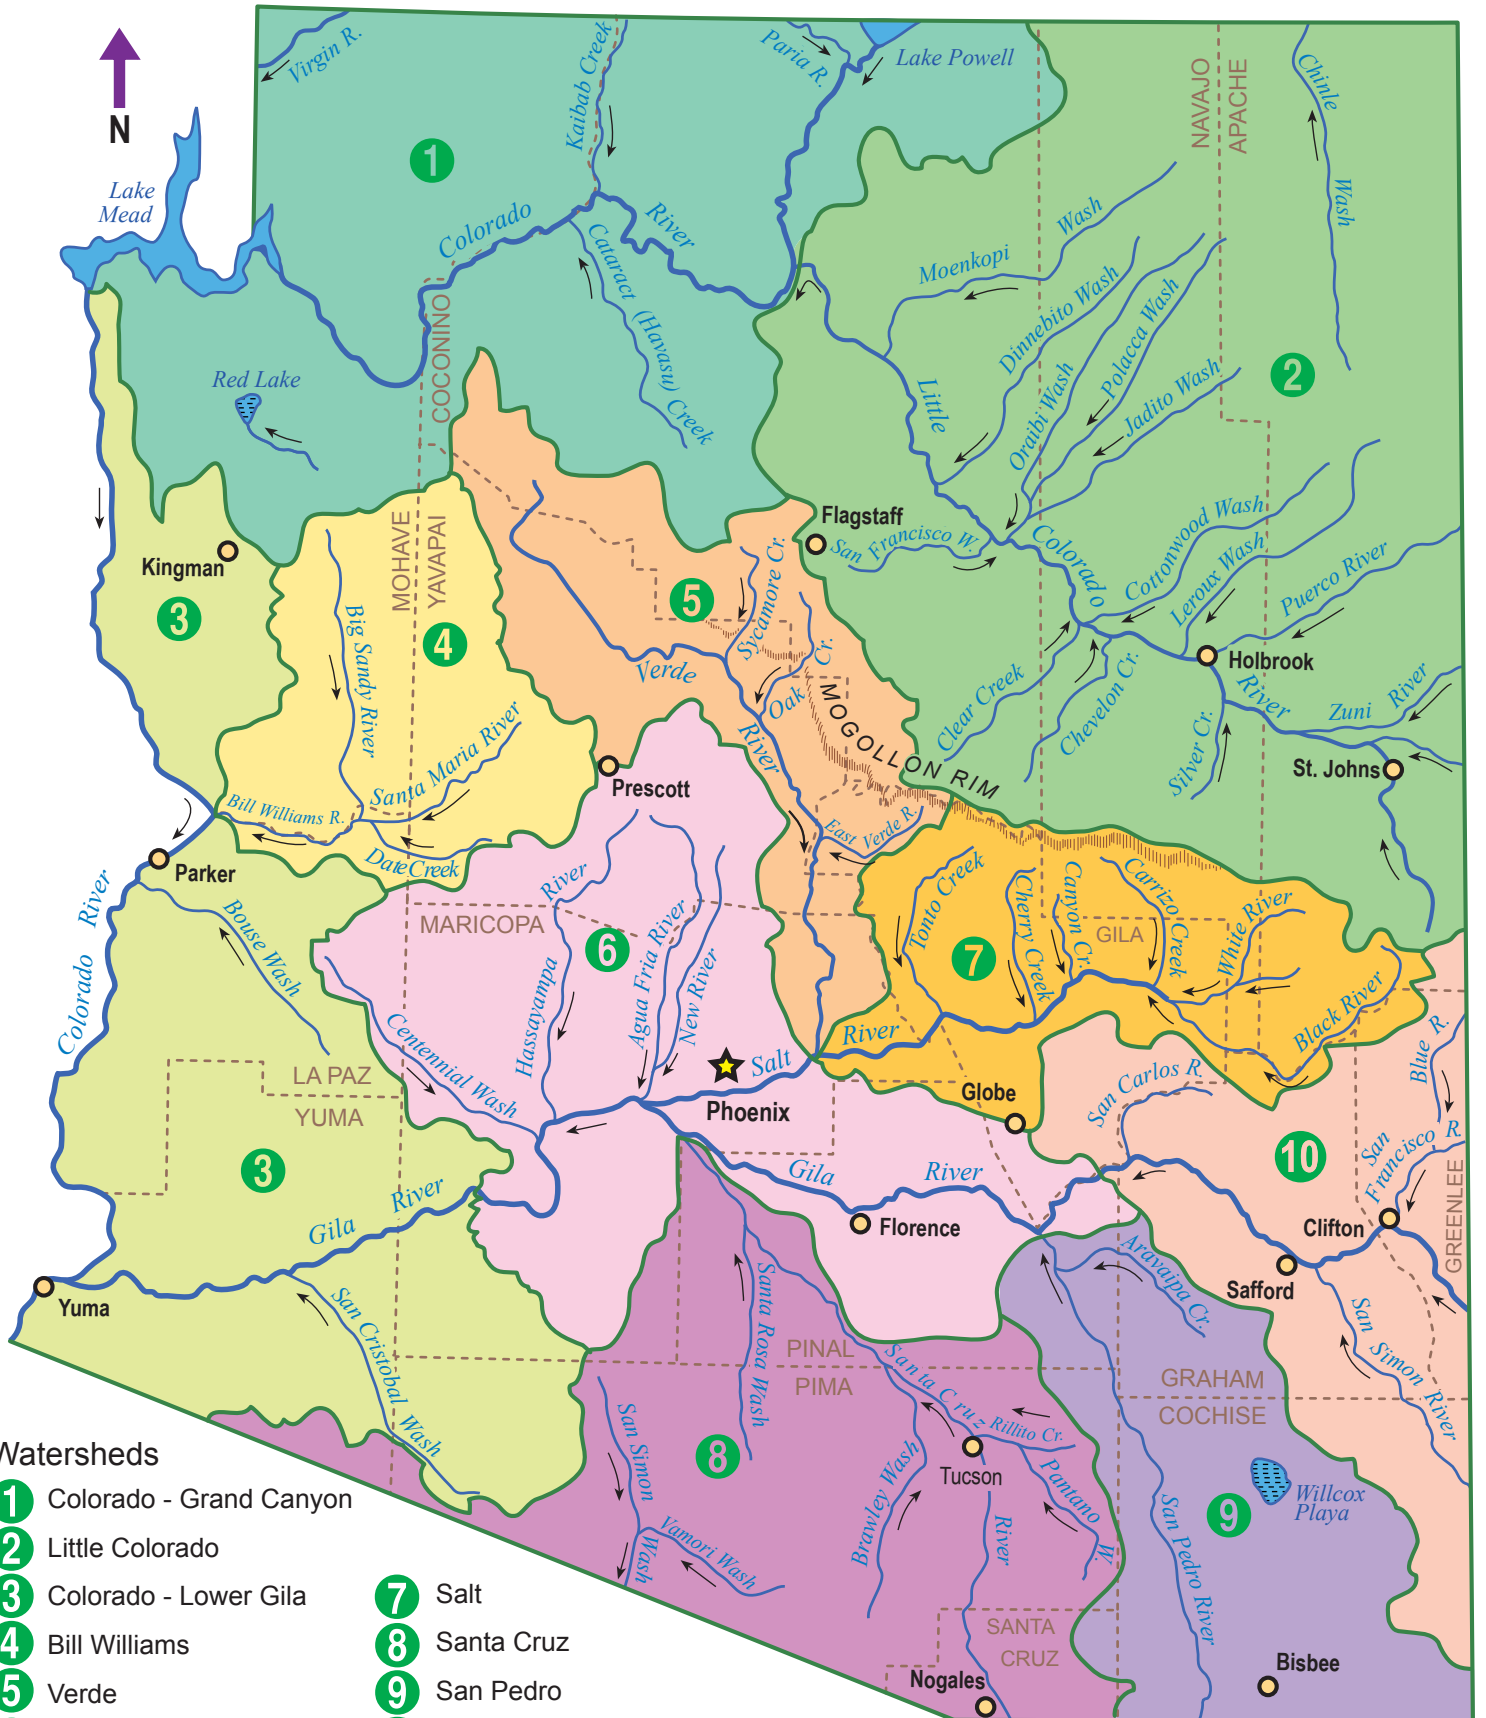 Virgin R.
Kaibab Creek
Paria R.
Lake Powell
NAVAJO
APACHE
Chinle
Wash
N
1
Lake
Mead
Colorado
River
Cataract (Havasu) Creek
Moenkopi
Wash
Dinnebito Wash
Oraibi Wash
Polacca Wash
Jadito Wash
2
COCONINO
Red Lake
Little
Colorado
River
MOHAVE
YAVAPAI
Flagstaff
San Francisco W.
Cottonwood Wash
Leroux Wash
Puerco River
Kingman
3
Big Sandy River
4
5
Sycamore Cr.
Oak
Cr.
Verde
River
MOGOLLON RIM
Clear Creek
Chevelon Cr.
Holbrook
Silver Cr.
Zuni
River
St. Johns
Santa Maria River
Prescott
Bill Williams R.
Date Creek
East Verde R.
Parker
Colorado
River
Bouse Wash
MARICOPA
6
Hassayampa
River
Agua Fria River
New River
Centennial Wash
Tonto Creek
Cherry Creek
Canyon Cr.
Carrizo
Creek
White River
Black River
GILA
7
LA PAZ
YUMA
Salt
River
Phoenix
Globe
San Carlos R.
Blue R.
San
Francisco R.
GREENLEE
10
3
Gila
River
Gila
River
Florence
Clifton
Safford
Yuma
San Cristobal
Wash
Aravaipa Cr.
San
Simon
River
Santa Rosa Wash
PINAL
PIMA
GRAHAM
COCHISE
Santa Cruz
Rillito Cr.
Tucson
River
Pantano
W.
Brawley Wash
8
San Simon
Wash
Vamori Wash
9
Willcox
Playa
San Pedro River
SANTA
CRUZ
Nogales
Bisbee
Watersheds
1 Colorado - Grand Canyon
2 Little Colorado
3 Colorado - Lower Gila
4 Bill Williams
5 Verde
7 Salt
8 Santa Cruz
9 San Pedro